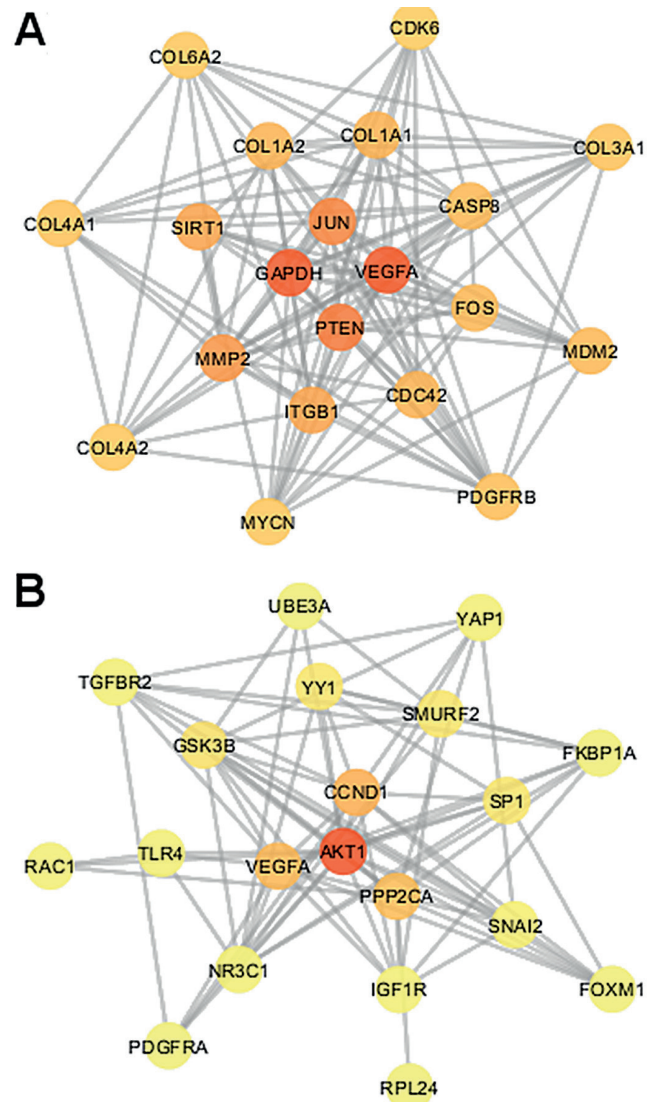 A
CDK6
COL6A2
COL1A2
COL1A1
COL3A1
CASP8
COL4A1
SIRT1
JUN
GAPDH
VEGFA
FOS
PTEN
MMP2
MDM2
ITGB1
CDC42
COL4A2
PDGFRB
MYCN
B
UBE3A
YAP1
TGFBR2
YY1
SMURF2
GSK3B
FKBP1A
CCND1
SP1
AKT1
TLR4
RAC1
VEGFA
PPP2CA
SNAI2
NR3C1
IGF1R
FOXM1
PDGFRA
RPL24